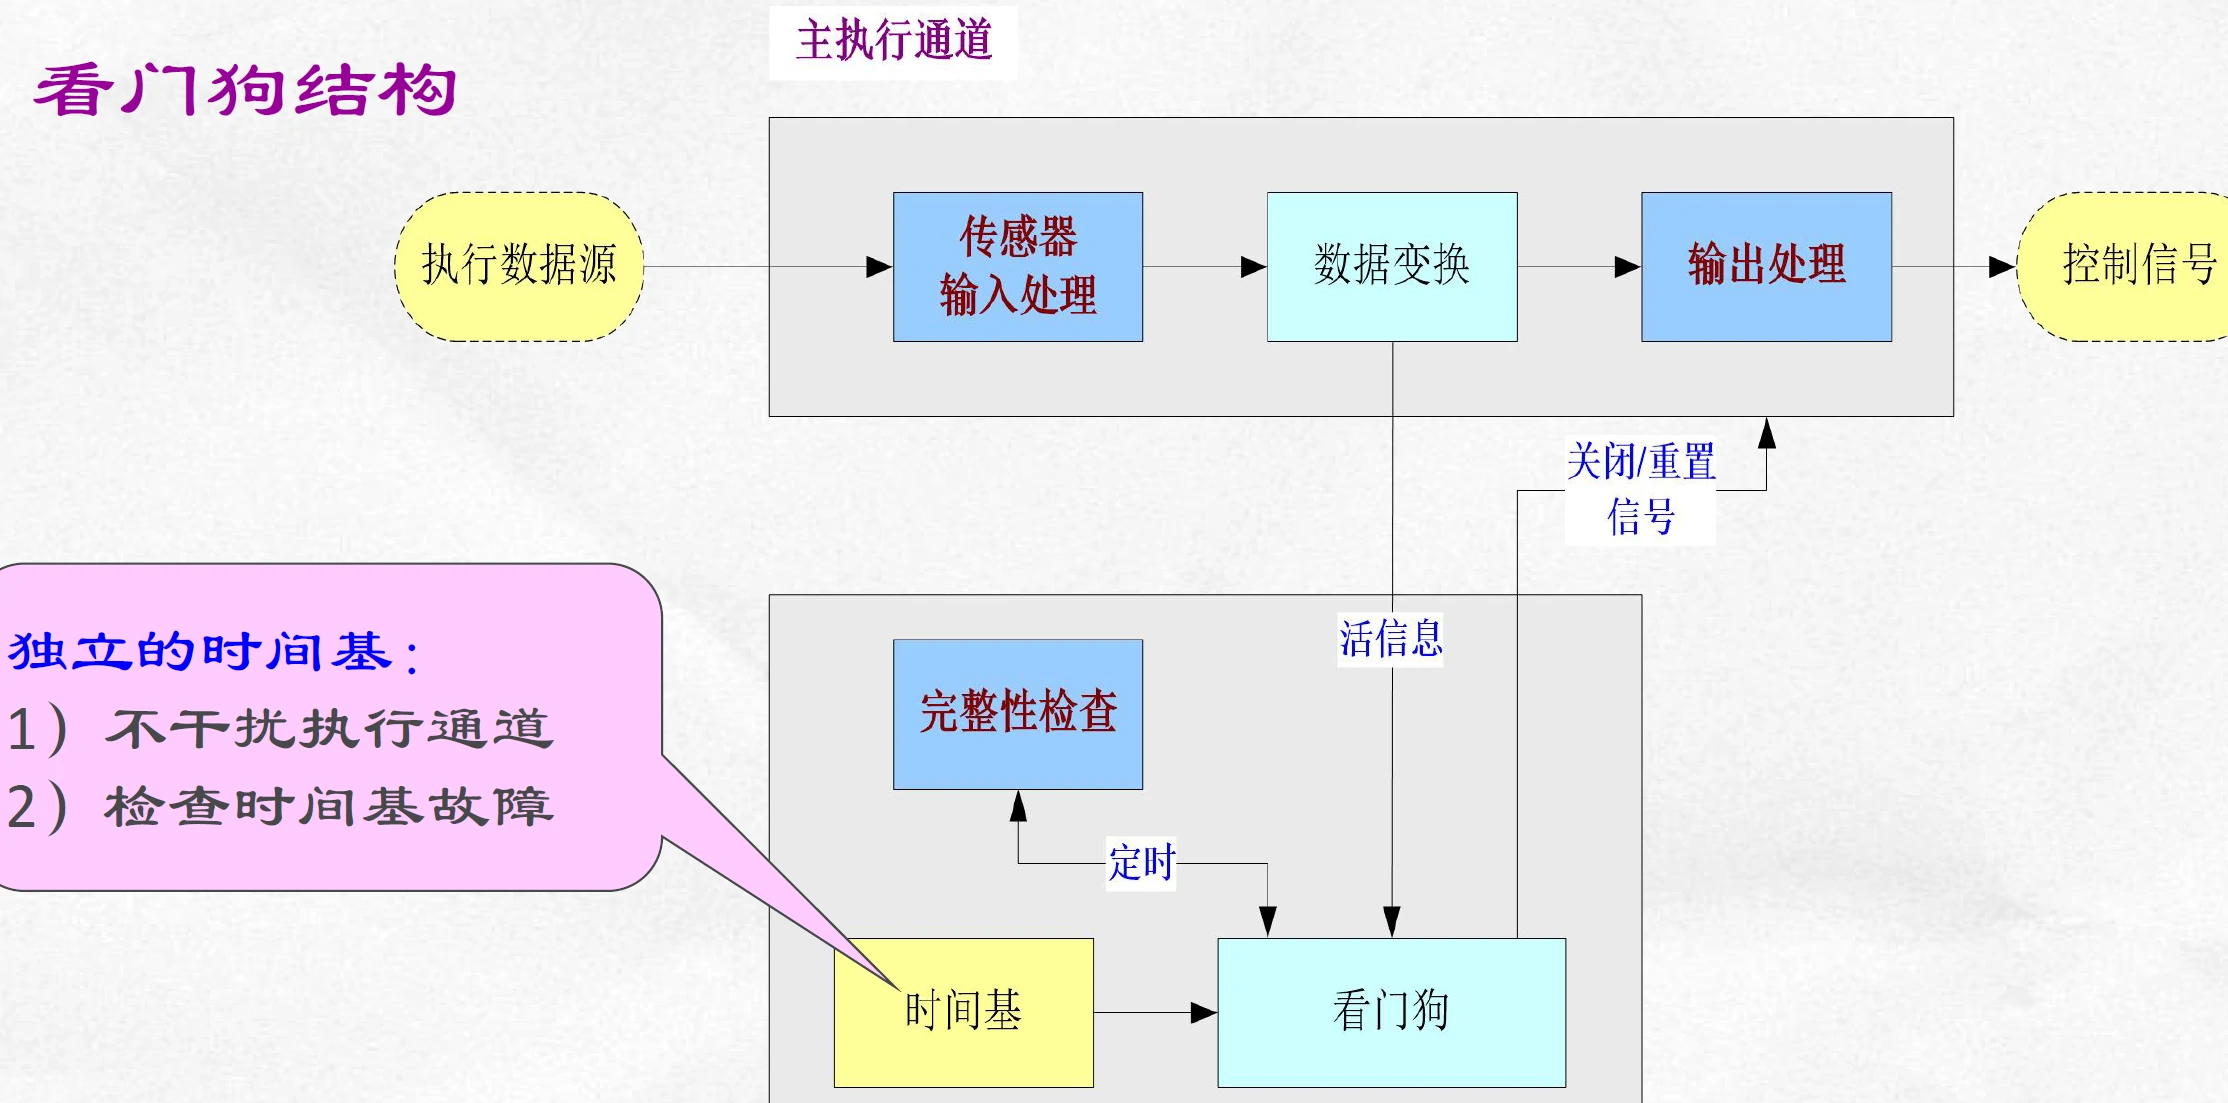 主执行通道
看门狗结构
执行数据源
传感器
输入处理
数据变换
输出处理
控制信号
关闭/重置
信号
活信息
独立的时间基：
1）不干扰执行通道
2）检查时间基故障
完整性检查
定时
时间基
看门狗